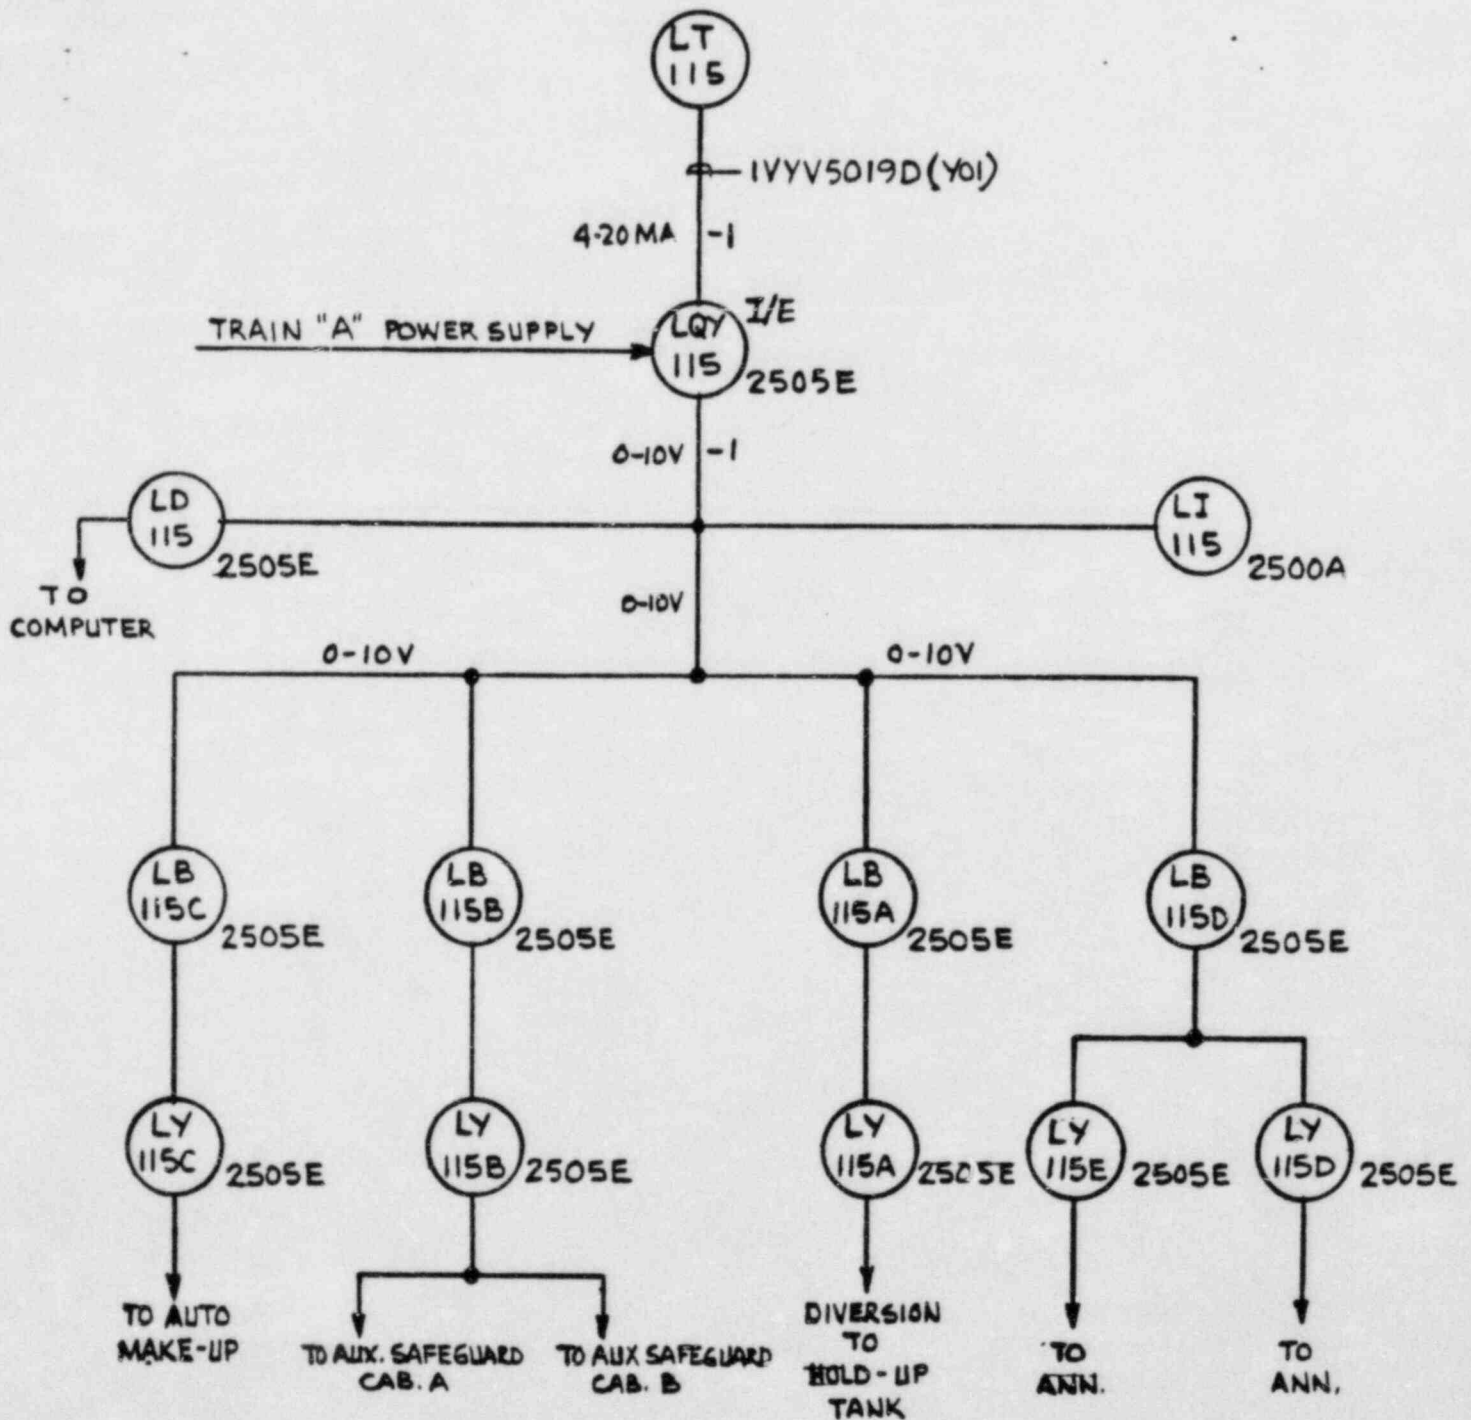 LT
115
1VYV5019D(Y01)
4-20 MA -1
I/E
TRAIN "A" POWER SUPPLY
LQY
115
2505E
0-10V -1
LD
115
2505E
LI
115
2500A
TO
COMPUTER
0-10V
0-10V
0-10V
LB
115C
2505E
LB
115B
2505E
LB
115A
2505E
LB
115D
2505E
LY
115C
2505E
LY
115B
2505E
LY
115A
2505E
LY
115E
2505E
LY
115D
2505E
TO AUTO
MAKE-UP
TO AUX. SAFEGUARD
CAB. A
TO AUX SAFEGUARD
CAB. B
DIVERSION
TO
HOLD-UP
TANK
TO
ANN.
TO
ANN.